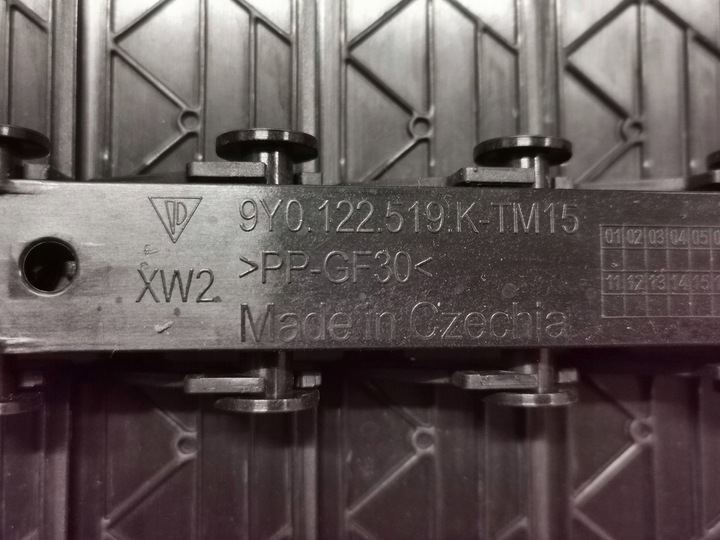 9Y0.122.519.K-TM15
XW2
>PP-GF30<
Made in Czechia
01 02 03 04 05
11 12 13 14 15